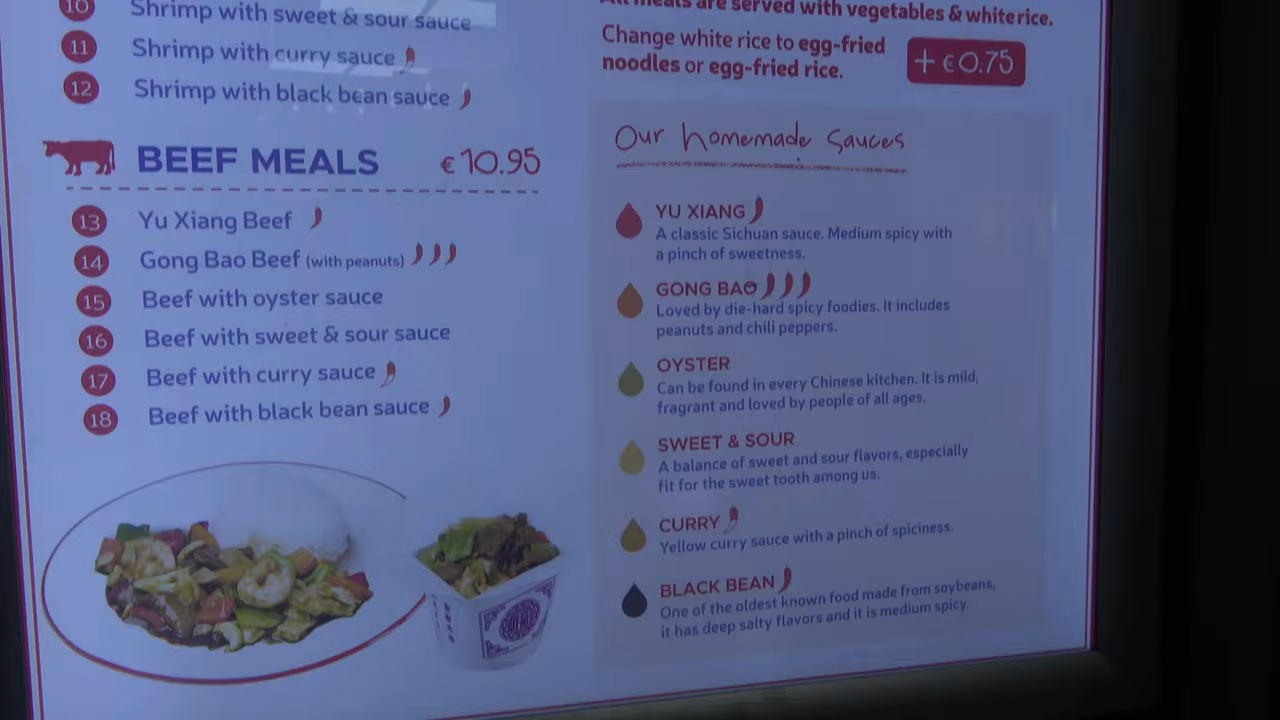 10 Shrimp with sweet & sour sauce
11 Shrimp with curry sauce
12 Shrimp with black bean sauce
BEEF MEALS €10.95
13 Yu Xiang Beef
14 Gong Bao Beef (with peanuts)
15 Beef with oyster sauce
16 Beef with sweet & sour sauce
17 Beef with curry sauce
18 Beef with black bean sauce
All meals are served with vegetables & white rice.
Change white rice to egg-fried
noodles or egg-fried rice.
+ €0.75
Our homemade sauces
YU XIANG
A classic Sichuan sauce. Medium spicy with
a pinch of sweetness.
GONG BAO
Loved by die-hard spicy foodies. It includes
peanuts and chili peppers.
OYSTER
Can be found in every Chinese kitchen. It is mild,
fragrant and loved by people of all ages.
SWEET & SOUR
A balance of sweet and sour flavors, especially
fit for the sweet tooth among us.
CURRY
Yellow curry sauce with a pinch of spiciness.
BLACK BEAN
One of the oldest known food made from soybeans,
it has deep salty flavors and it is medium spicy.